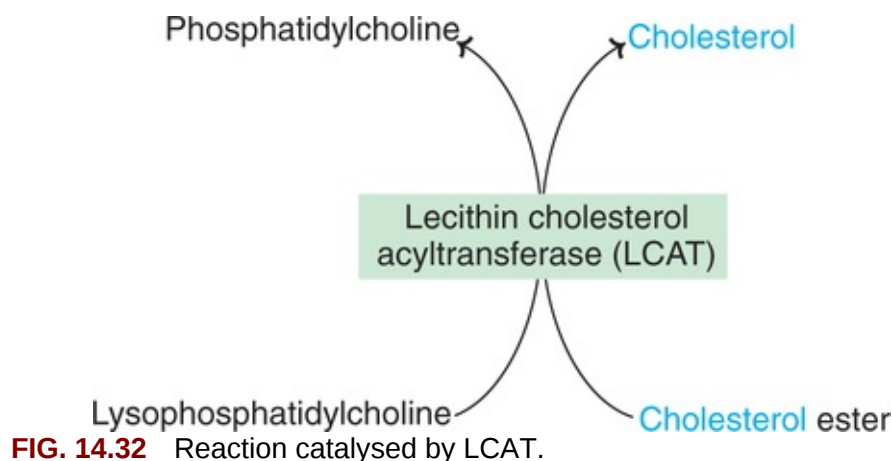 Phosphatidylcholine
Cholesterol
Lecithin cholesterol
acyltransferase (LCAT)
Lysophosphatidylcholine
Cholesterol ester
FIG. 14.32 Reaction catalysed by LCAT.